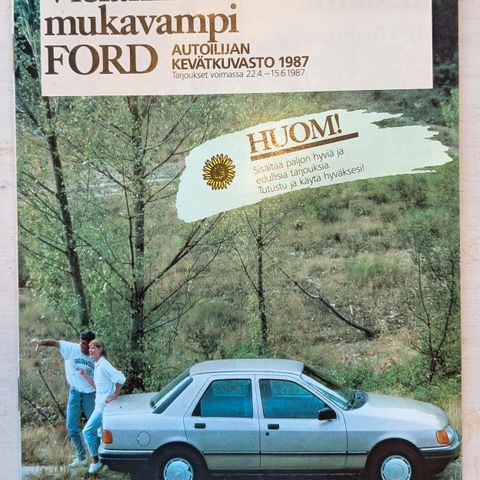 mukavampi
FORD
AUTOILIJAN
KEVÄTKUVASTO 1987
Tarjoukset voimassa 22.4.–15.6.1987
HUOM!
Sisältää paljon hyviä ja
edullisia tarjouksia.
Tutustu ja käytä hyväksesi!